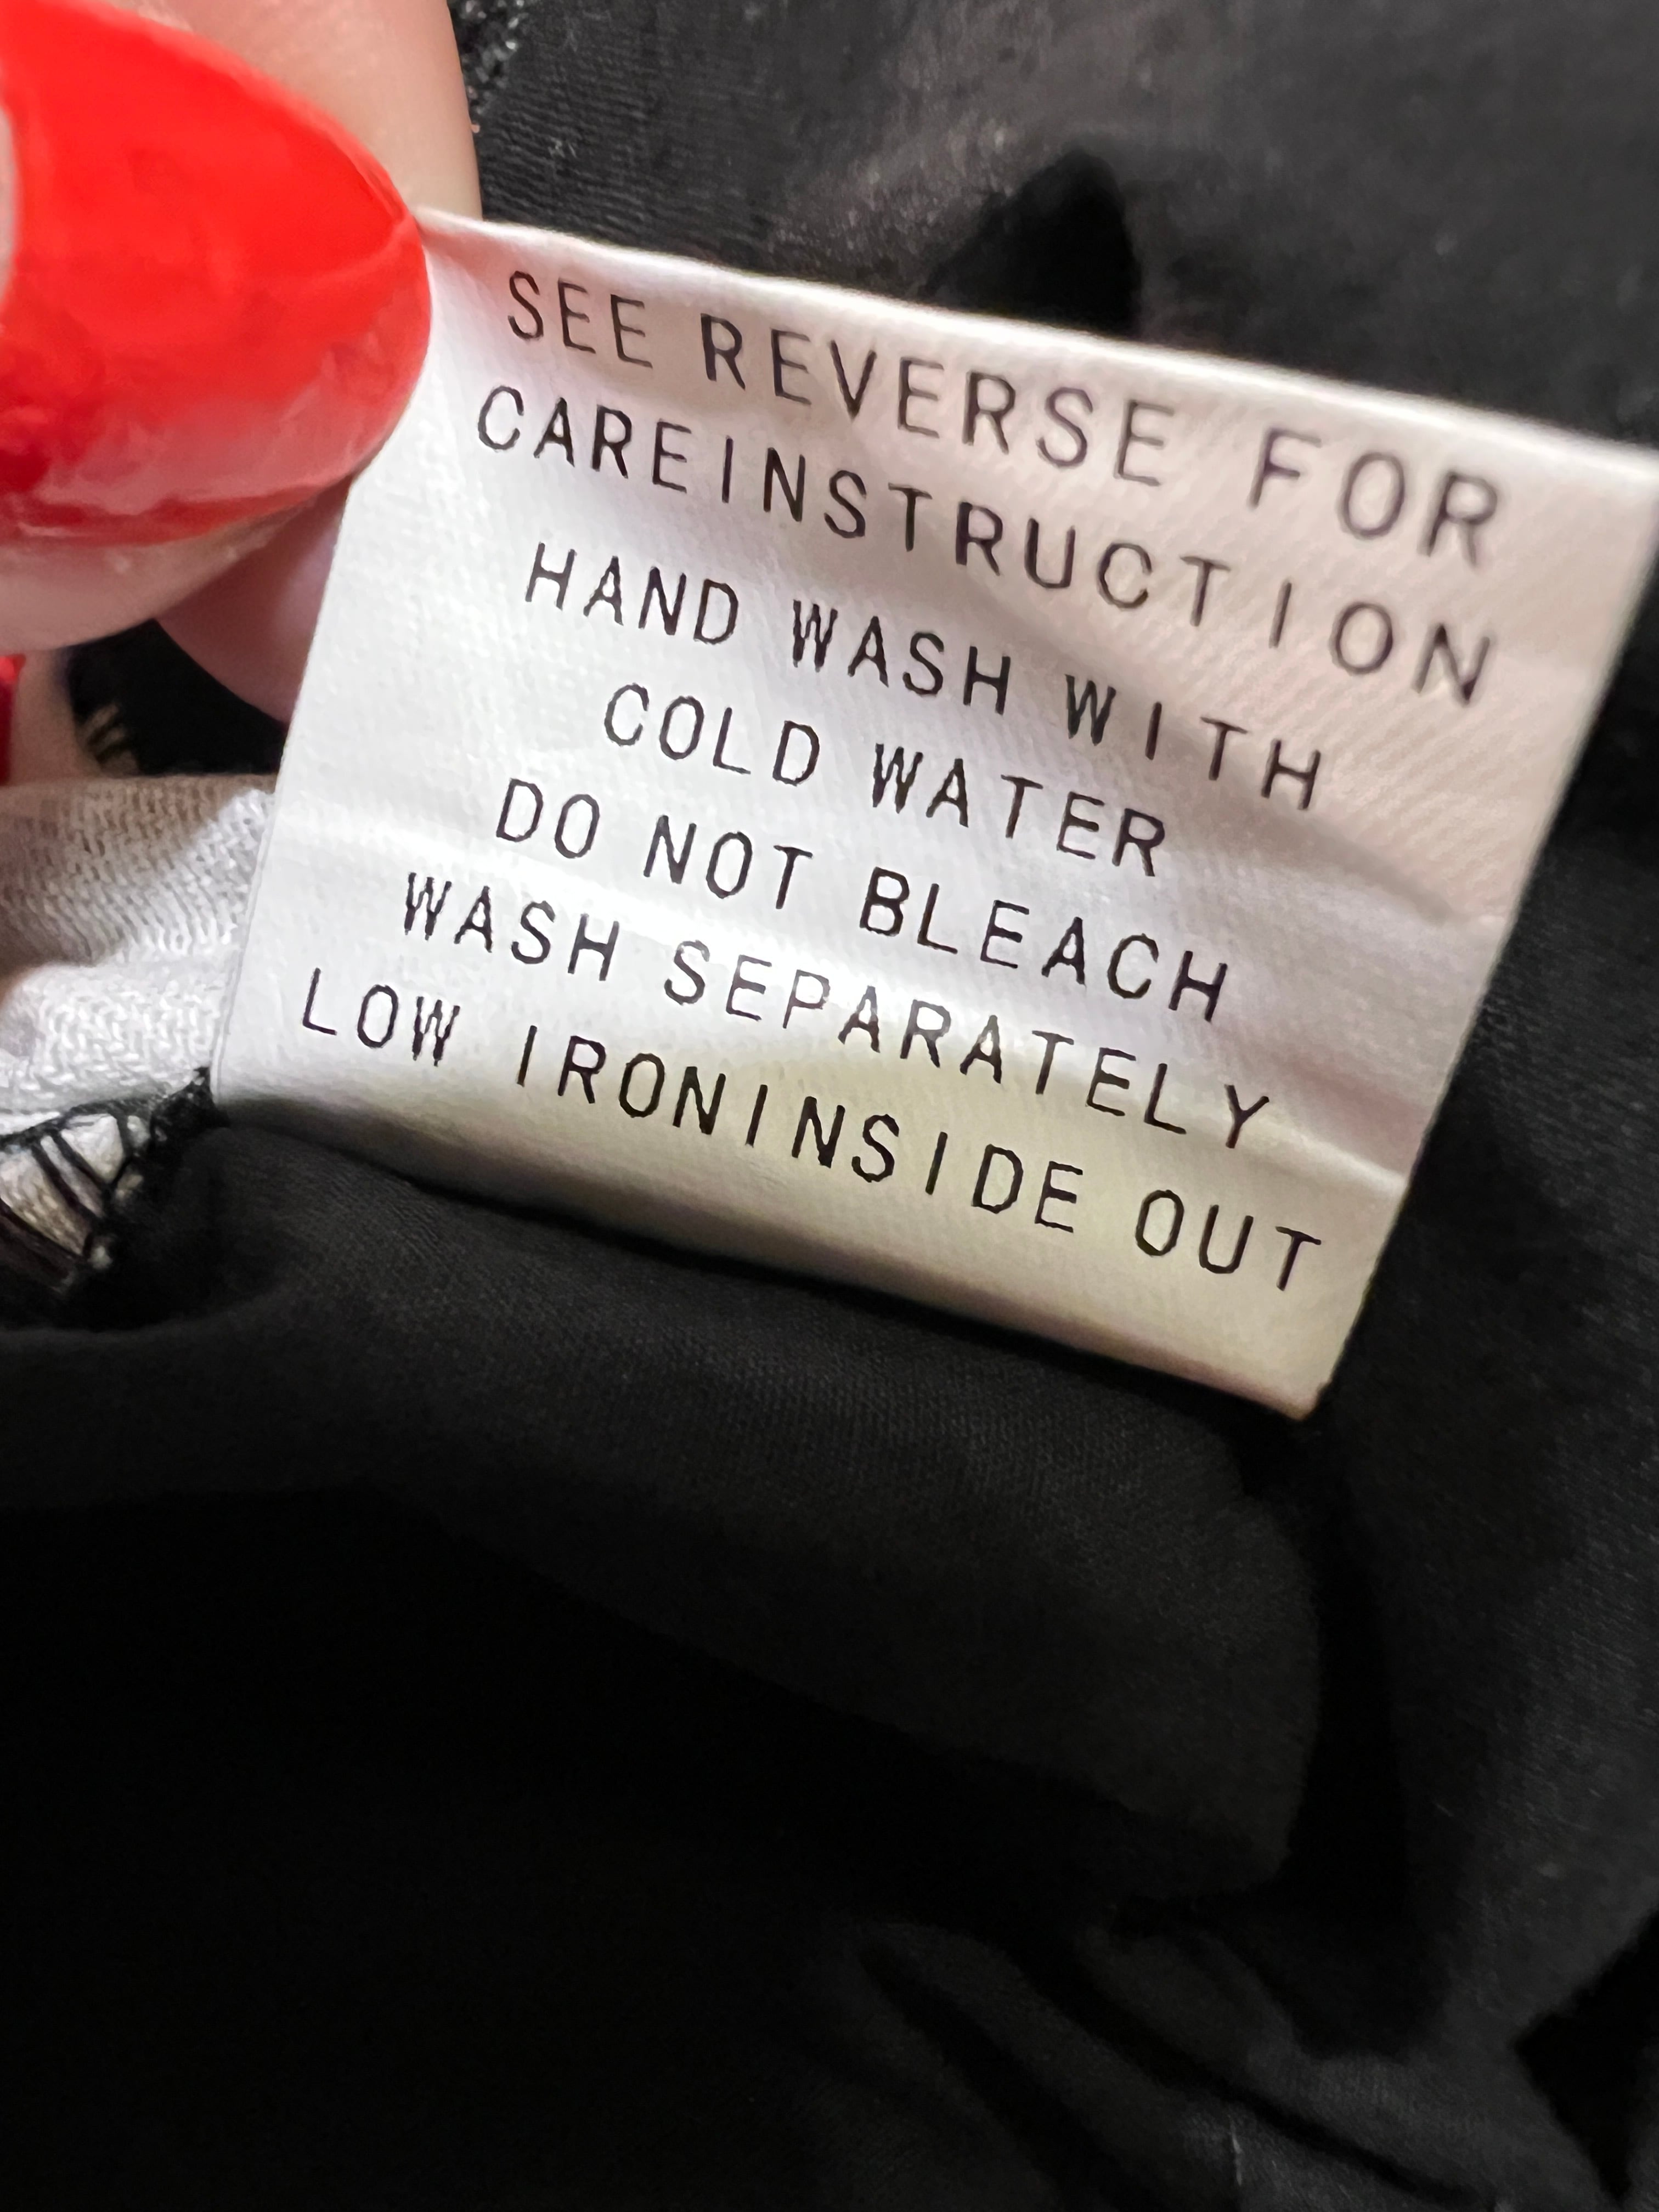 SEE REVERSE FOR
CAREINSTRUCTION
HAND WASH WITH
COLD WATER
DO NOT BLEACH
WASH SEPARATELY
LOW IRONINSIDE OUT